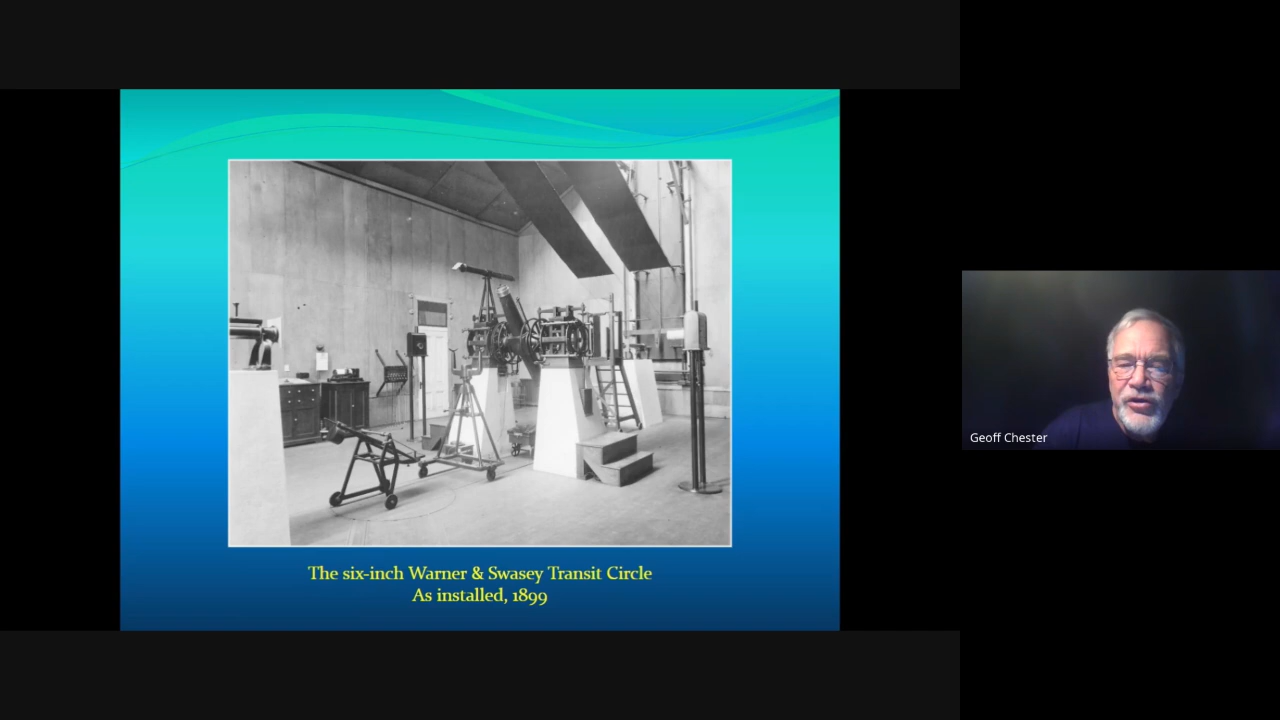 The six-inch Warner & Swasey Transit Circle
As installed, 1899
Geoff Chester